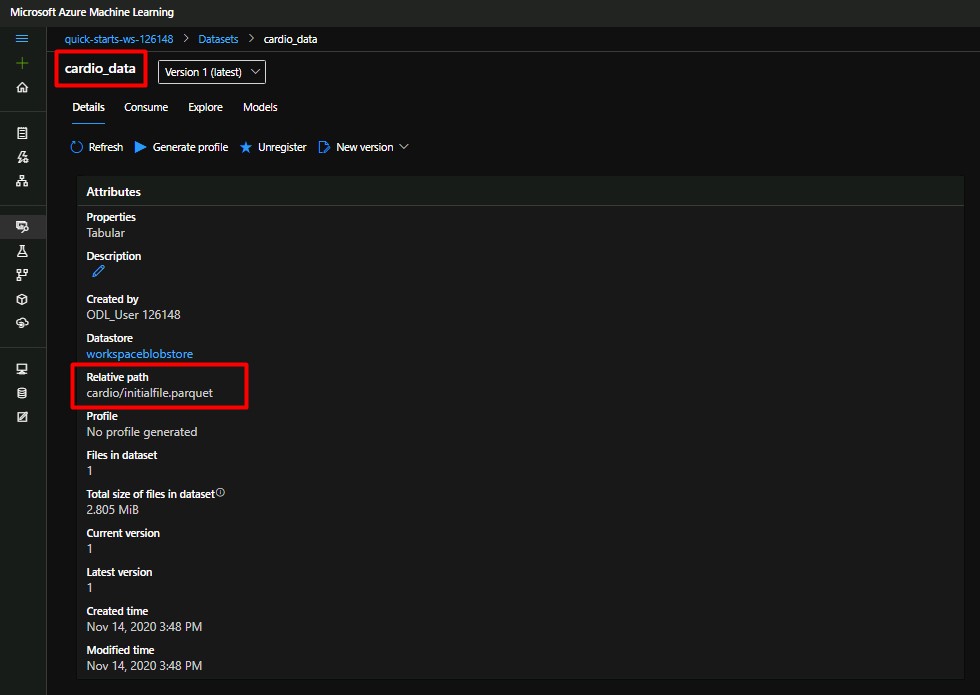 Microsoft Azure Machine Learning
quick-starts-ws-126148 > Datasets > cardio_data
cardio_data
Version 1 (latest)
Details Consume Explore Models
Refresh Generate profile Unregister New version
Attributes
Properties
Tabular
Description
Created by
ODL_User 126148
Datastore
workspaceblobstore
Relative path
cardio/initialfile.parquet
Profile
No profile generated
Files in dataset
1
Total size of files in dataset
2.805 MiB
Current version
1
Latest version
1
Created time
Nov 14, 2020 3:48 PM
Modified time
Nov 14, 2020 3:48 PM